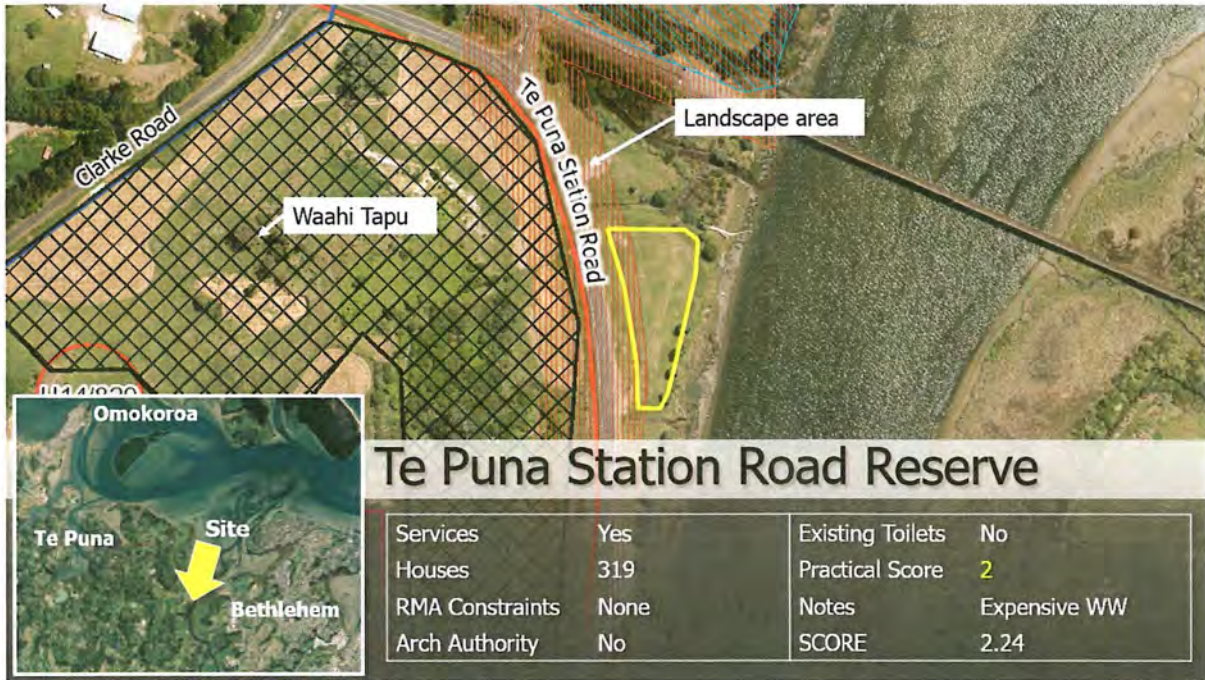 Clarke Road
Te Puna Station Road
Landscape area
Waahi Tapu
Omokoroa
Te Puna
Site
Bethlehem
Te Puna Station Road Reserve
Services Yes Existing Toilets No
Houses 319 Practical Score 2
RMA Constraints None Notes Expensive WW
Arch Authority No SCORE 2.24